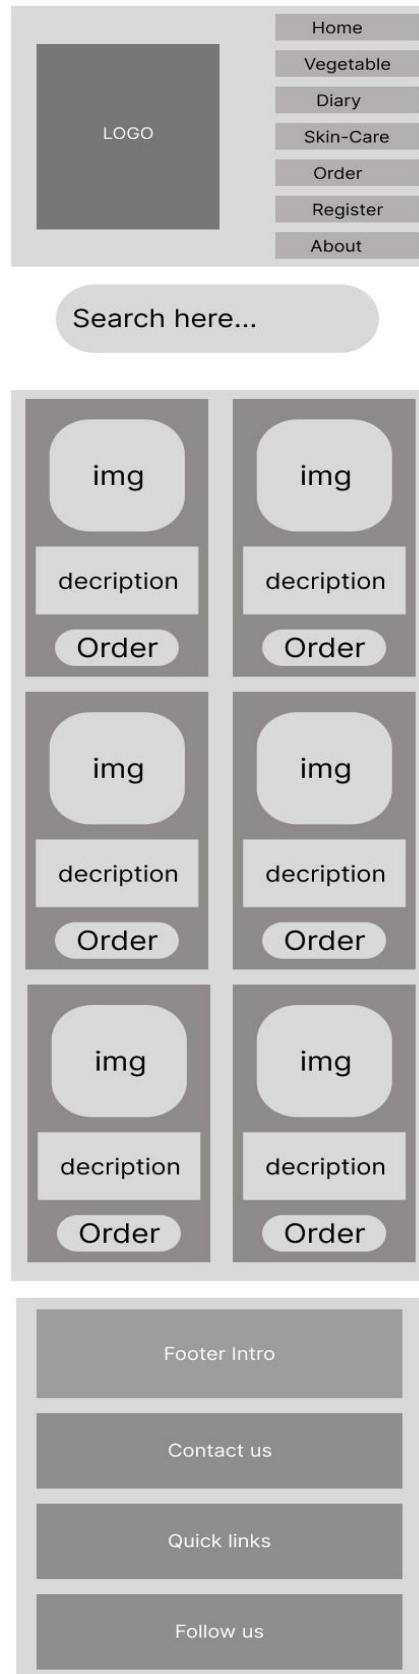 LOGO
Home
Vegetable
Diary
Skin-Care
Order
Register
About
Search here...
img
img
decription
decription
Order
Order
img
img
decription
decription
Order
Order
img
img
decription
decription
Order
Order
Footer Intro
Contact us
Quick links
Follow us